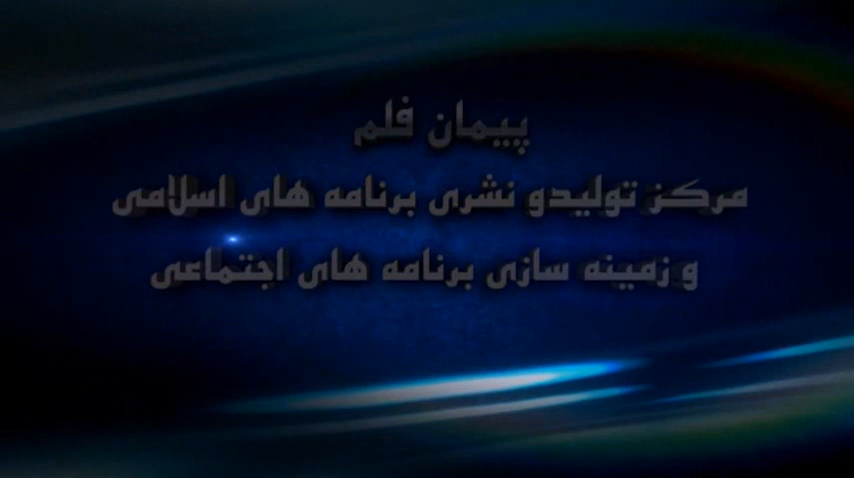 پیمان فلم
مرکز تولیدو نشری برنامه های اسلامی
و زمینه سازی برنامه های اجتماعی